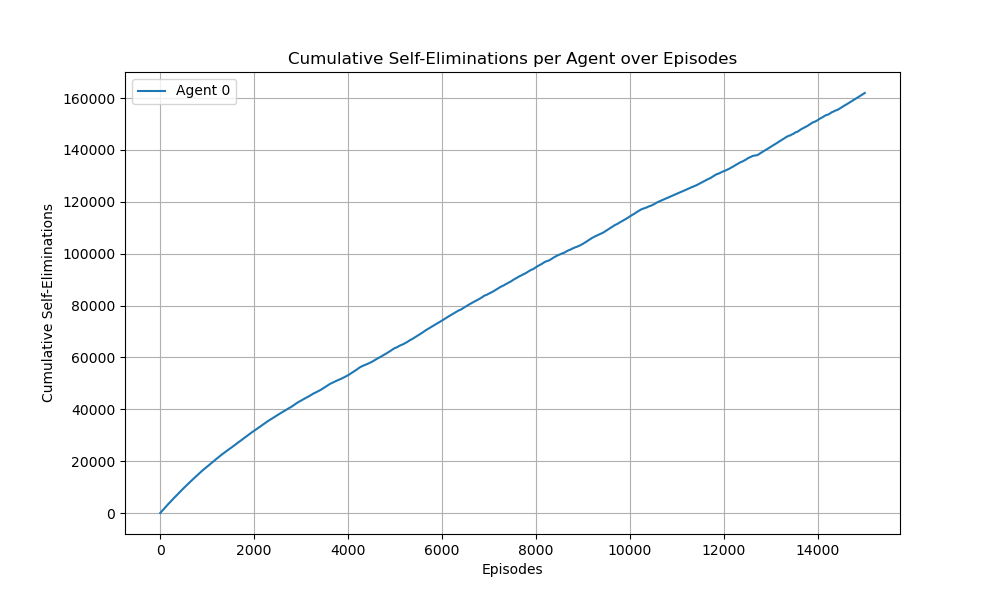 Cumulative Self-Eliminations per Agent over Episodes
Agent 0
160000
140000
120000
100000
80000
60000
40000
20000
0
Cumulative Self-Eliminations
0 2000 4000 6000 8000 10000 12000 14000
Episodes